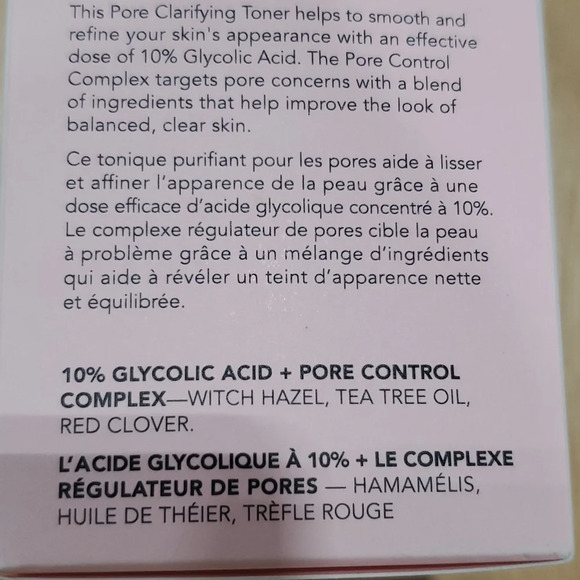 This Pore Clarifying Toner helps to smooth and
refine your skin's appearance with an effective
dose of 10% Glycolic Acid. The Pore Control
Complex targets pore concerns with a blend
of ingredients that help improve the look of
balanced, clear skin.
Ce tonique purifiant pour les pores aide à lisser
et affiner l'apparence de la peau grâce à une
dose efficace d'acide glycolique concentré à 10%.
Le complexe régulateur de pores cible la peau
à problème grâce à un mélange d'ingrédients
qui aide à révéler un teint d'apparence nette
et équilibrée.
10% GLYCOLIC ACID + PORE CONTROL
COMPLEX—WITCH HAZEL, TEA TREE OIL,
RED CLOVER.
L'ACIDE GLYCOLIQUE À 10% + LE COMPLEXE
RÉGULATEUR DE PORES — HAMAMÉLIS,
HUILE DE THÉIER, TRÈFLE ROUGE